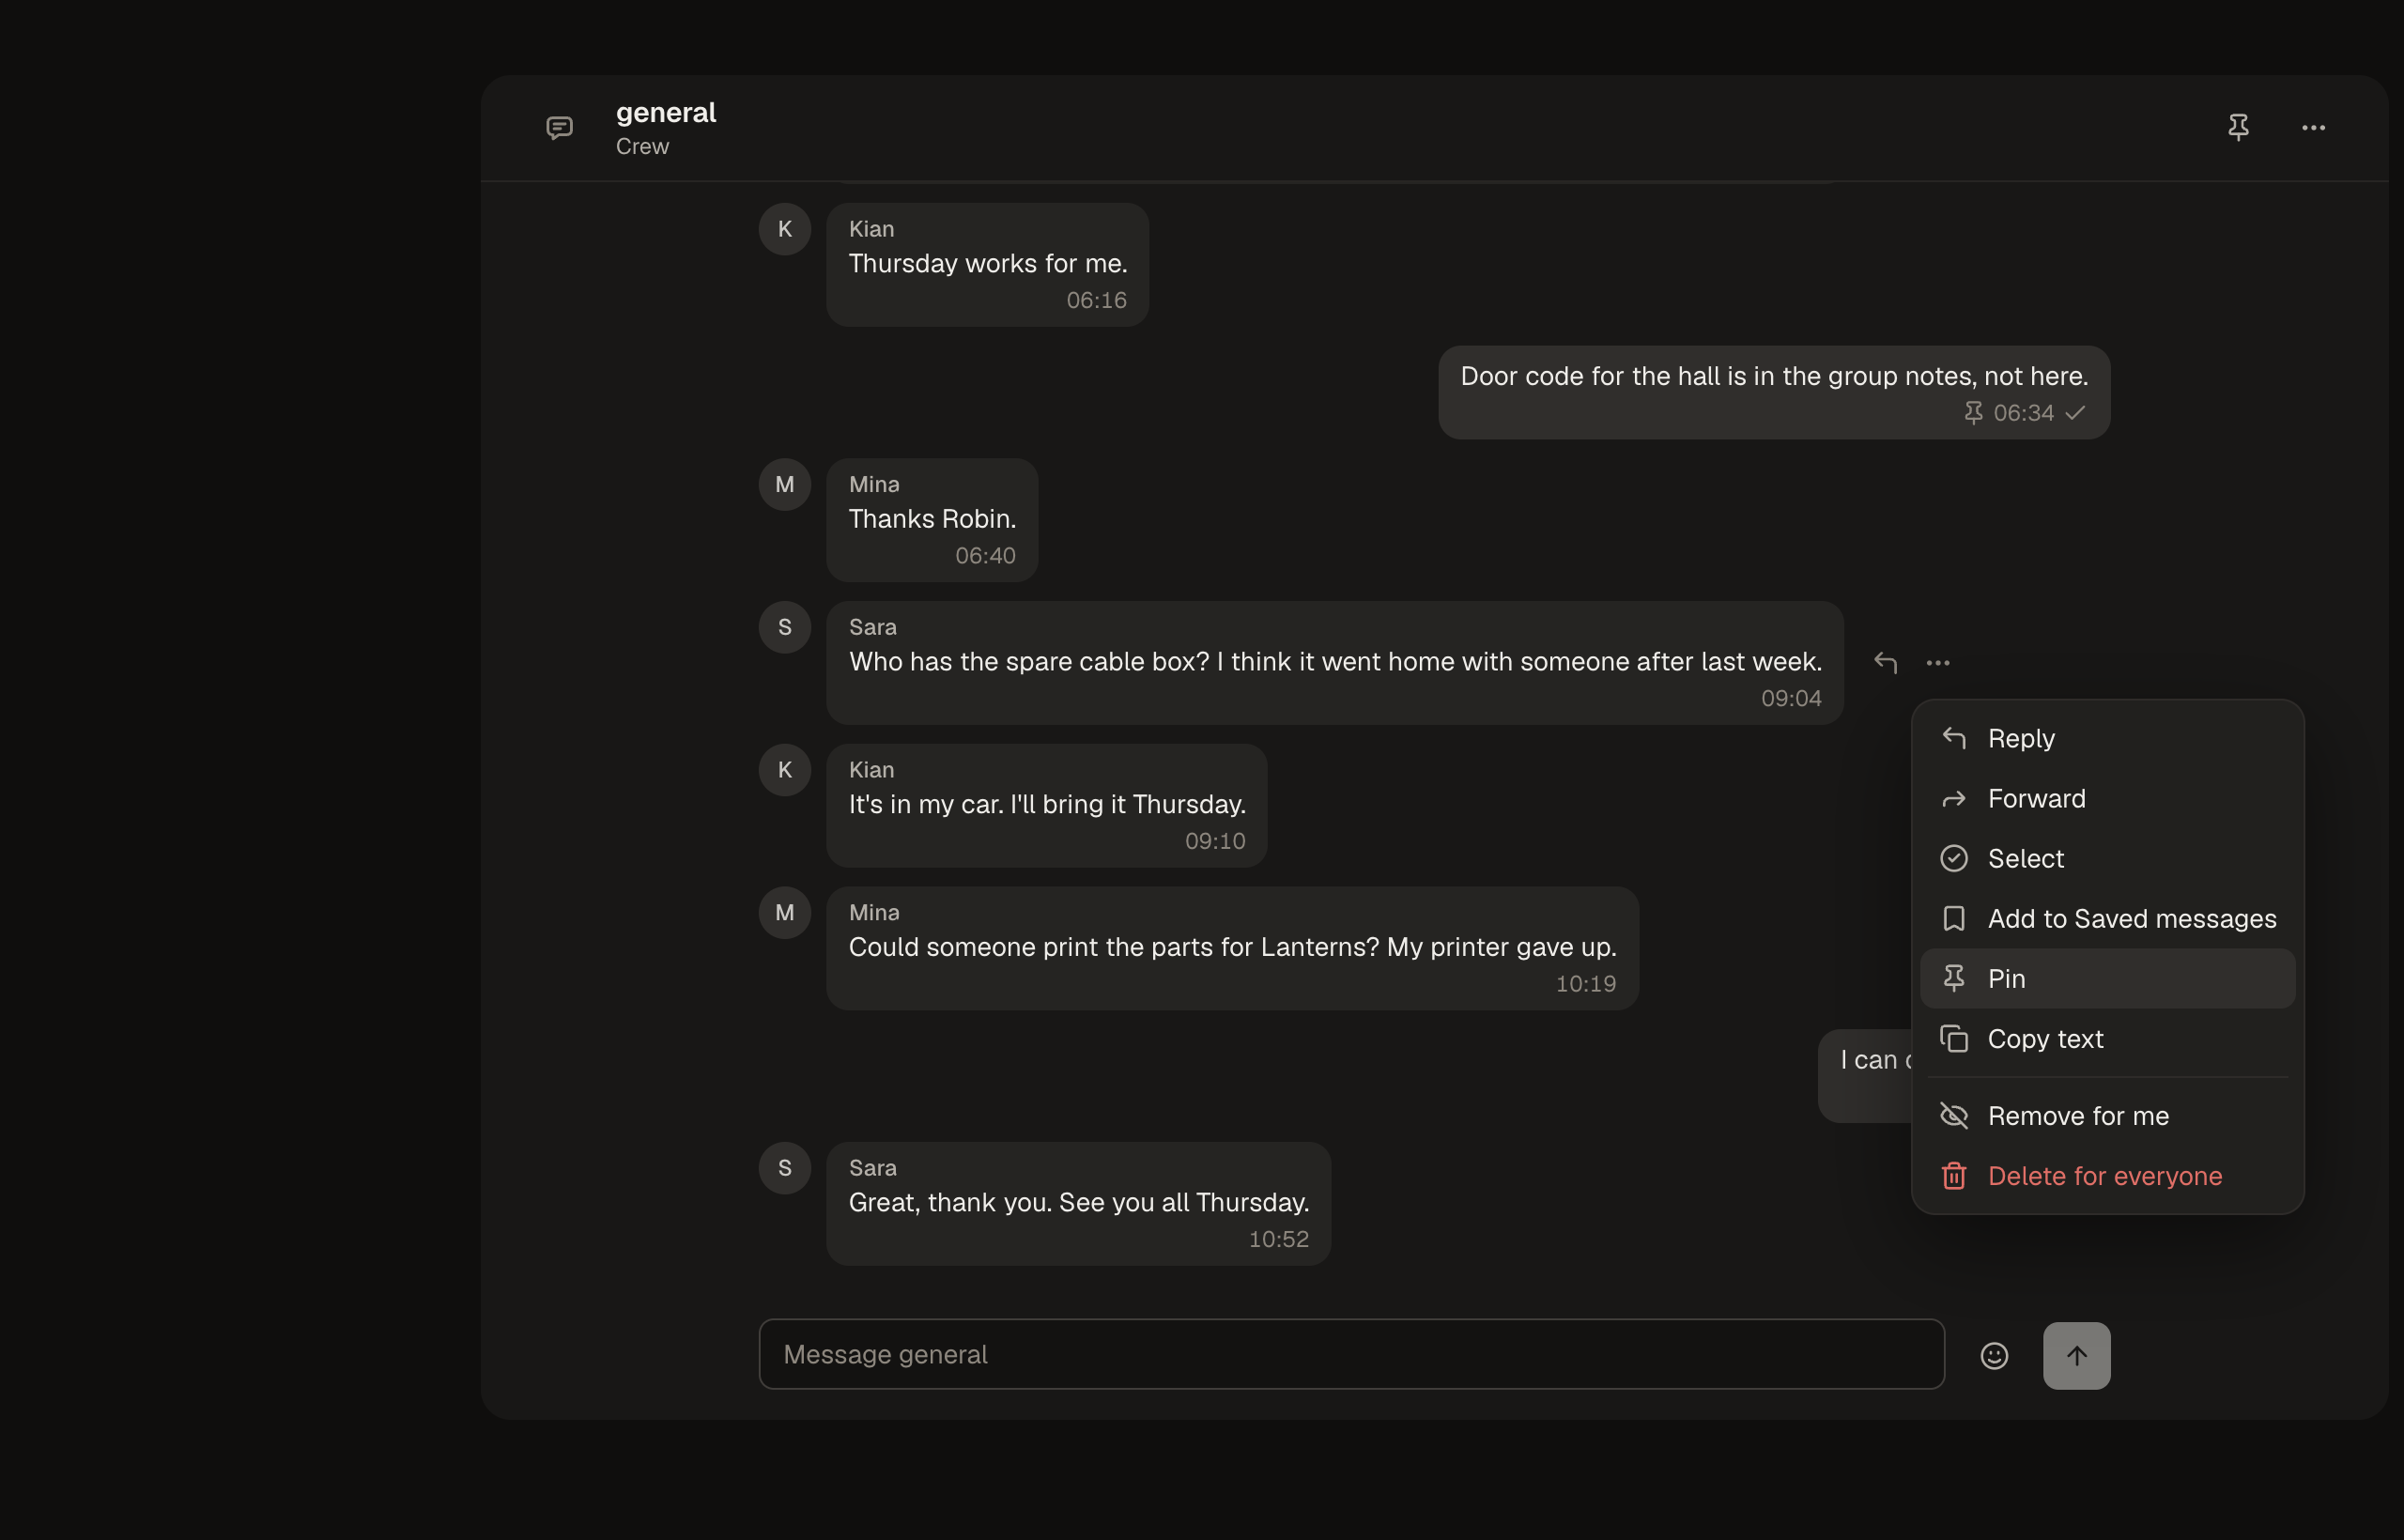 general
Crew
K
Kian
Thursday works for me.
06:16
Door code for the hall is in the group notes, not here.
06:34
M
Mina
Thanks Robin.
06:40
S
Sara
Who has the spare cable box? I think it went home with someone after last week.
09:04
K
Kian
It's in my car. I'll bring it Thursday.
09:10
M
Mina
Could someone print the parts for Lanterns? My printer gave up.
10:19
I can
S
Sara
Great, thank you. See you all Thursday.
10:52
Reply
Forward
Select
Add to Saved messages
Pin
Copy text
Remove for me
Delete for everyone
Message general